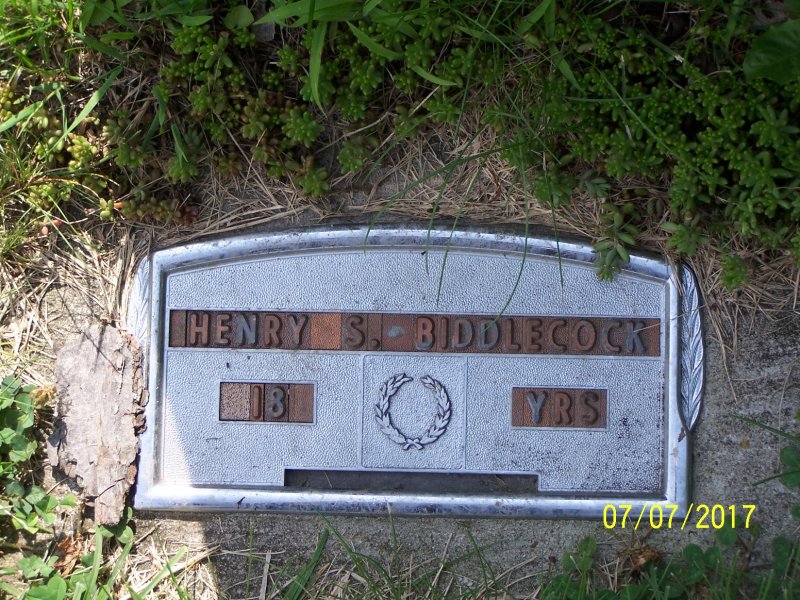 HENRY S. BIDDLECOCK
18 YRS
07/07/2017